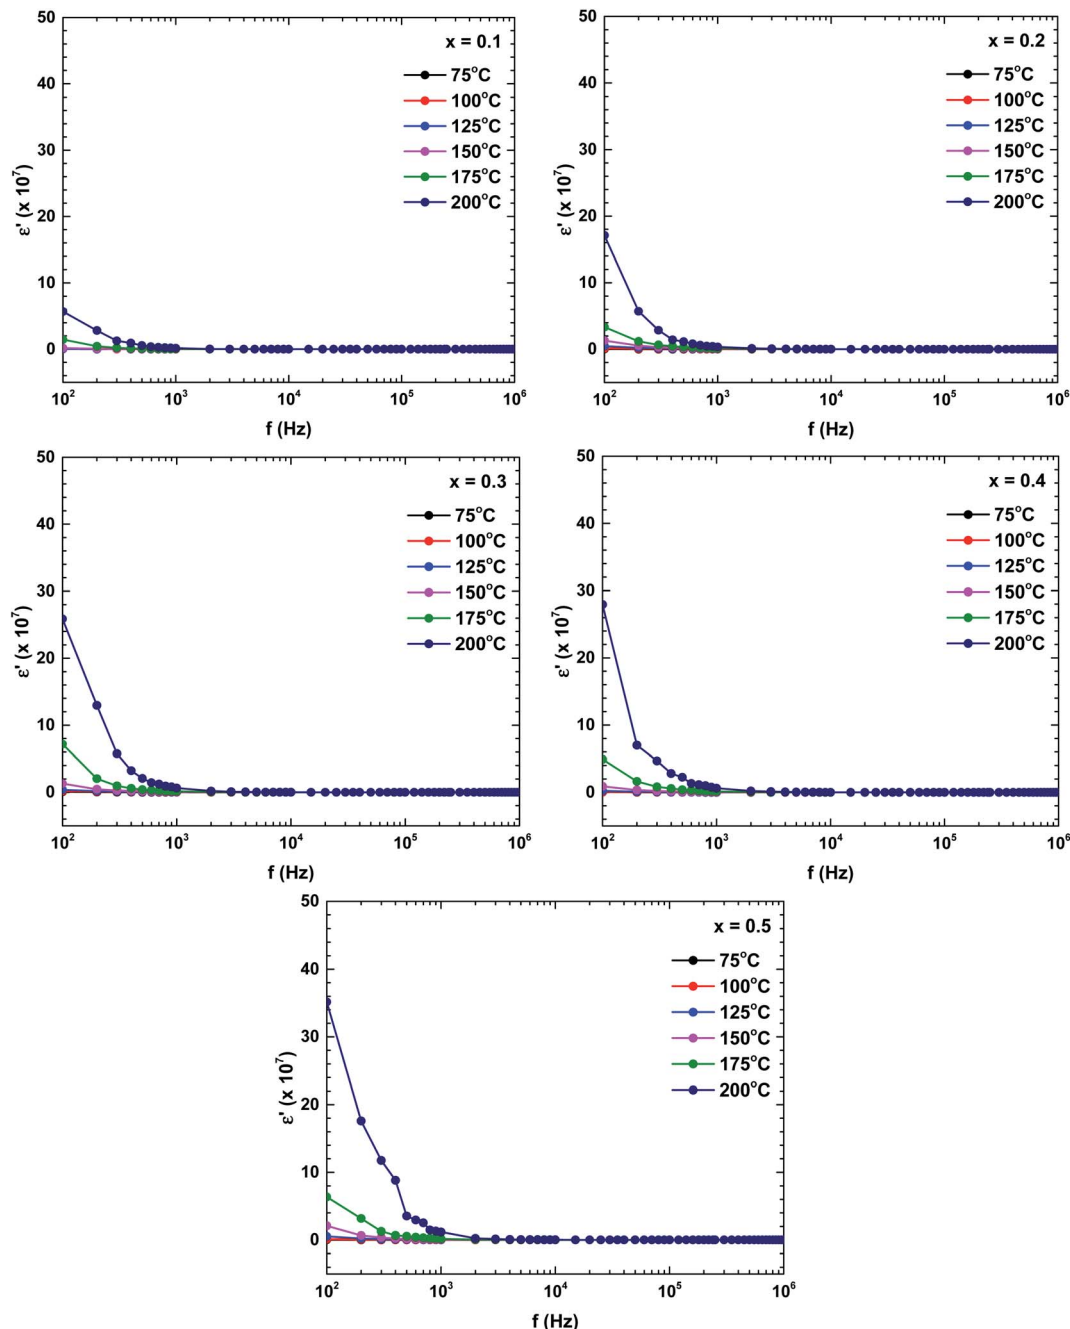 50
40
30
20
10
0
ε' (x 10⁷)
x = 0.1
75°C
100°C
125°C
150°C
175°C
200°C
10² 10³ 10⁴ 10⁵ 10⁶
f (Hz)
50
40
30
20
10
0
ε' (x 10⁷)
x = 0.2
75°C
100°C
125°C
150°C
175°C
200°C
10² 10³ 10⁴ 10⁵ 10⁶
f (Hz)
50
40
30
20
10
0
ε' (x 10⁷)
x = 0.3
75°C
100°C
125°C
150°C
175°C
200°C
10² 10³ 10⁴ 10⁵ 10⁶
f (Hz)
50
40
30
20
10
0
ε' (x 10⁷)
x = 0.4
75°C
100°C
125°C
150°C
175°C
200°C
10² 10³ 10⁴ 10⁵ 10⁶
f (Hz)
50
40
30
20
10
0
ε' (x 10⁷)
x = 0.5
75°C
100°C
125°C
150°C
175°C
200°C
10² 10³ 10⁴ 10⁵ 10⁶
f (Hz)